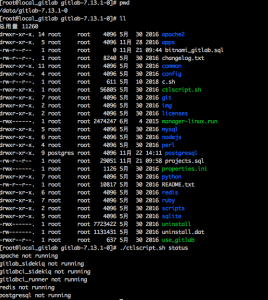 [root@local_gitlab gitlab-7.13.1-0]# pwd
/data/gitlab-7.13.1-0
[root@local_gitlab gitlab-7.13.1-0]# ll
总用量 11260
drwxr-xr-x. 14 root root 4096 5月 30 2016 apache2
drwxr-xr-x. 5 root root 4096 11月 28 2016 apps
-rw-r--r-- 1 root root 0 11月 21 09:44 bitnami_gitlab.sql
-rw-r--r--. 1 root root 8240 5月 30 2016 changelog.txt
drwxr-xr-x. 11 root root 4096 5月 30 2016 common
drwxr-xr-x. 2 root root 4096 5月 30 2016 config
-rw-r--r-- 1 root root 611 5月 10 2018 c.sh
-rwxr-xr-x. 1 root root 56805 5月 30 2016 ctlscript.sh
drwxr-xr-x. 7 root root 4096 5月 30 2016 git
drwxr-xr-x. 2 root root 4096 5月 30 2016 img
drwxr-xr-x. 2 root root 4096 5月 30 2016 licenses
-rwx------. 1 root root 2474247 6月 4 2015 manager-linux.run
drwxr-xr-x. 5 root root 4096 5月 30 2016 mysql
drwxr-xr-x. 6 root root 4096 5月 30 2016 nodejs
drwxr-xr-x. 4 root root 4096 5月 30 2016 perl
drwxr-xr-x. 9 postgres root 4096 11月 22 14:11 postgresql
-rw-r--r-- 1 root root 29051 11月 21 09:58 projects.sql
-rwx------. 1 root root 1126 5月 30 2016 properties.ini
drwxr-xr-x. 7 root root 4096 5月 30 2016 python
-rw-r--r--. 1 root root 10817 5月 30 2016 README.txt
drwxr-xr-x. 6 root root 4096 5月 30 2016 redis
drwxr-xr-x. 7 root root 4096 5月 30 2016 ruby
drwxr-xr-x. 2 root root 4096 5月 30 2016 scripts
drwxr-xr-x. 5 root root 4096 5月 30 2016 sqlite
-rwx------. 1 root root 7723422 5月 30 2016 uninstall
-rw-------. 1 root root 1131431 5月 30 2016 uninstall.dat
-rwxr--r--. 1 root root 637 5月 30 2016 use_gitlab
[root@local_gitlab gitlab-7.13.1-0]# ./ctlscript.sh status
apache not running
gitlab_sidekiq not running
gitlabci_sidekiq not running
gitlabci_runner not running
redis not running
postgresql not running